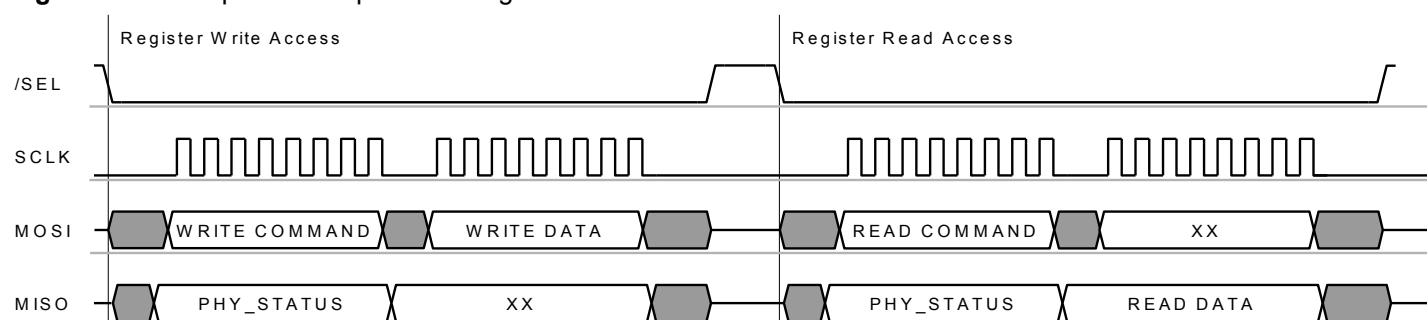 Register Write Access Register Read Access
/SEL
SCLK
MOSI WRITE COMMAND WRITE DATA READ COMMAND XX
MISO PHY_STATUS XX PHY_STATUS READ DATA